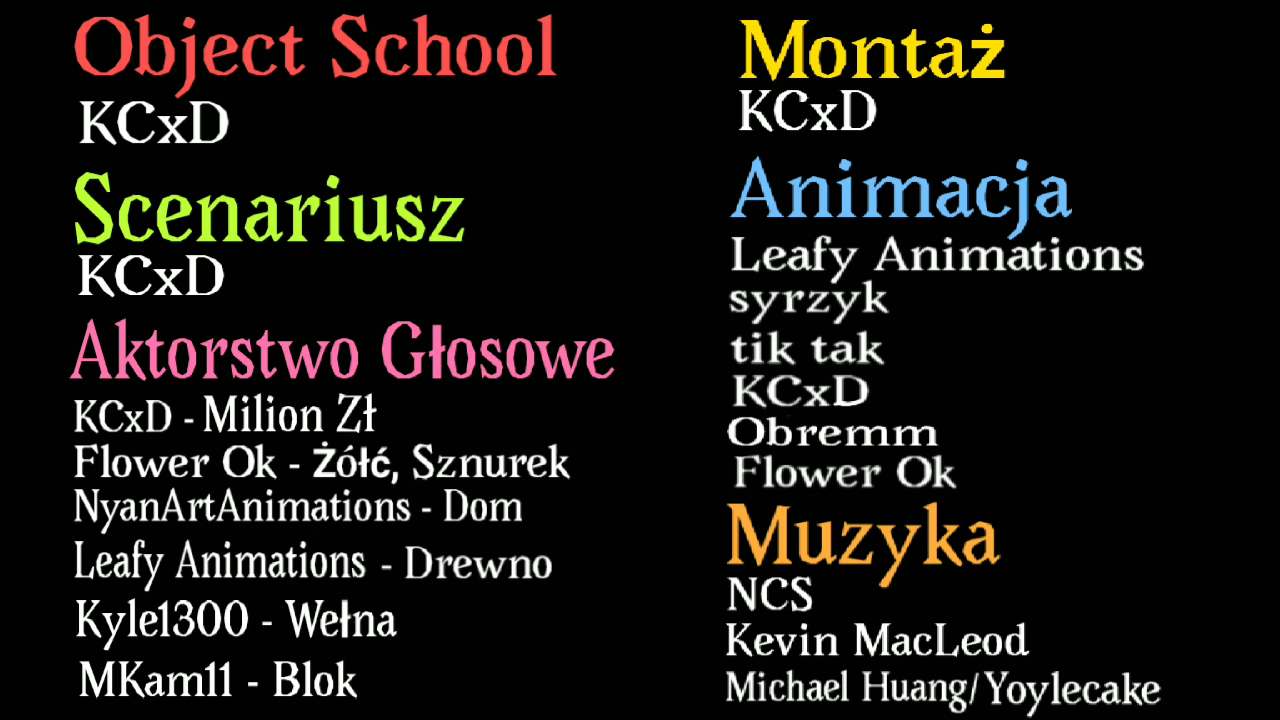 Object School
KCxD
Scenariusz
KCxD
Aktorstwo Głosowe
KCxD - Milion Zł
Flower Ok - Żółć, Sznurek
NyanArtAnimations - Dom
Leafy Animations - Drewno
Kyle1300 - Wełna
MKam11 - Blok
Montaż
KCxD
Animacja
Leafy Animations
syrzyk
tik tak
KCxD
Obremm
Flower Ok
Muzyka
NCS
Kevin MacLeod
Michael Huang/Yoylecake